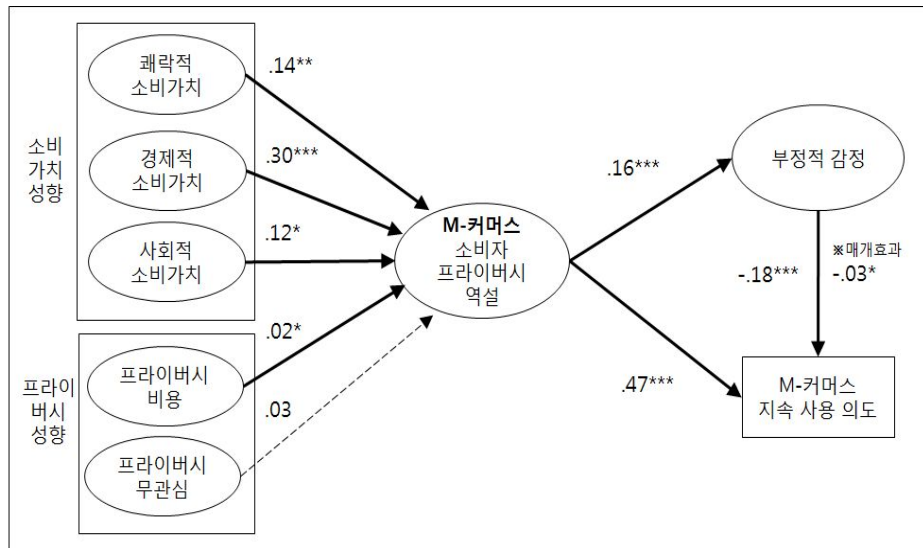 소비
가치
성향
쾌락적
소비가치
경제적
소비가치
사회적
소비가치
.14**
.30***
.12*
프라이
버시
성향
프라이버시
비용
프라이버시
무관심
.02*
.03
M-커머스
소비자
프라이버시
역설
.16***
.47***
부정적 감정
-.18***
※매개효과
-.03*
M-커머스
지속 사용 의도